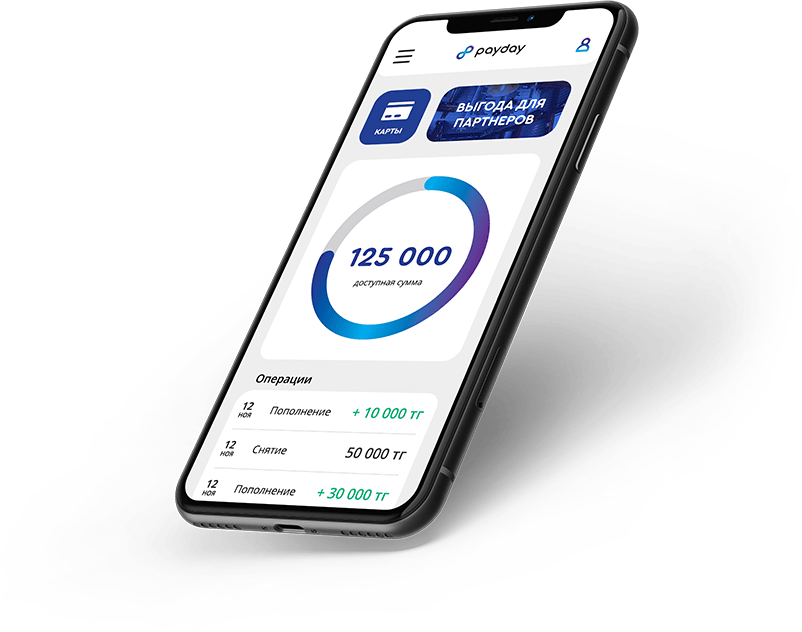 payday
КАРТЫ
ВЫГОДА ДЛЯ
ПАРТНЕРОВ
125 000
доступная сумма
Операции
12 ноя Пополнение + 10 000 тг
12 ноя Снятие 50 000 тг
12 ноя Пополнение + 30 000 тг